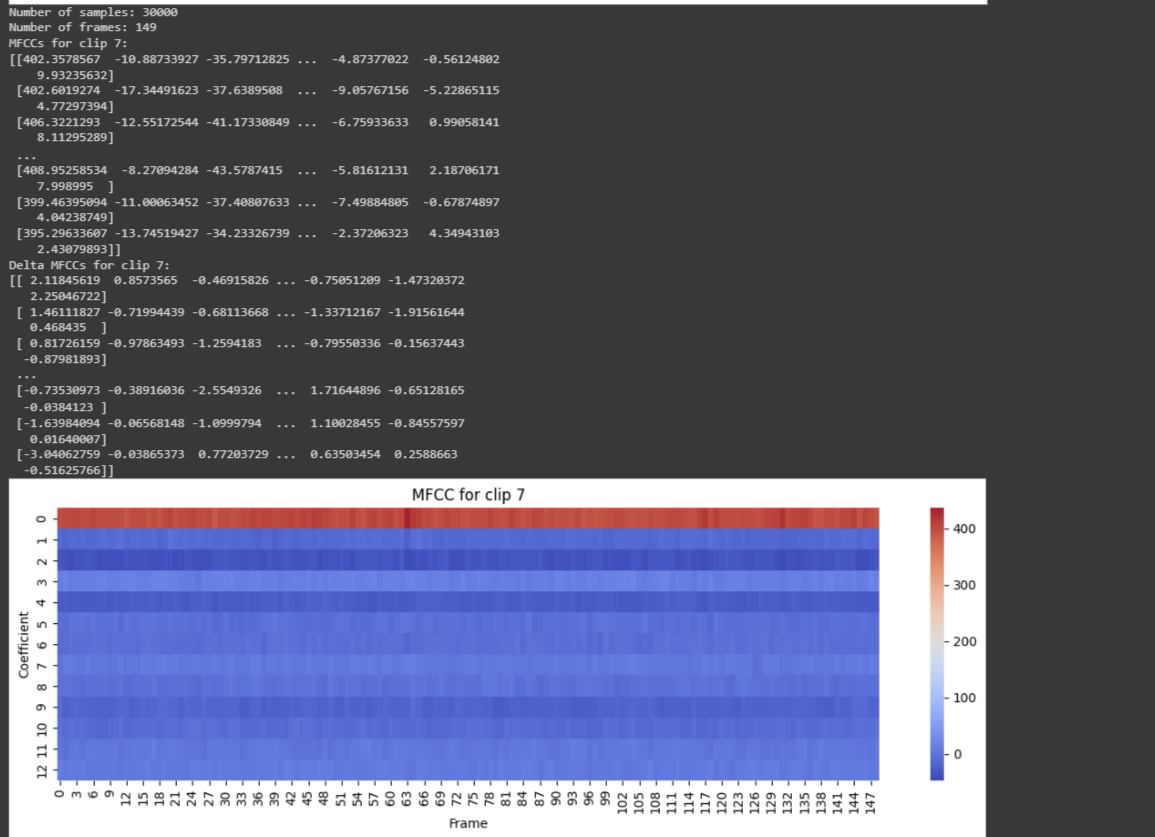 Number of samples: 30000
Number of frames: 149
MFCCs for clip 7:
[[402.3578567  -10.88733927 -35.79712825 ...  -4.87377022  -0.56124802
    9.93235632]
 [402.6019274  -17.34491623 -37.6389508  ...  -9.05767156  -5.22865115
    4.77297394]
 [406.3221293  -12.55172544 -41.17330849 ...  -6.75933633   0.99058141
    8.11295289]
 ...
 [408.95258534  -8.27094284 -43.5787415  ...  -5.81612131   2.18706171
    7.998995  ]
 [399.46395094 -11.00063452 -37.40807633 ...  -7.49884805  -0.67874897
    4.04238749]
 [395.29633607 -13.74519427 -34.23326739 ...  -2.37206323   4.34943103
    2.43079893]]
Delta MFCCs for clip 7:
[[ 2.11845619  0.8573565  -0.46915826 ... -0.75051209 -1.47320372
   2.25046722]
 [ 1.46111827 -0.71994439 -0.68113668 ... -1.33712167 -1.91561644
   0.468435  ]
 [ 0.81726159 -0.97863493 -1.2594183  ... -0.79550336 -0.15637443
  -0.87981893]
 ...
 [-0.73530973 -0.38916036 -2.5549326  ...  1.71644896 -0.65128165
  -0.0384123 ]
 [-1.63984094 -0.06568148 -1.0999794  ...  1.10028455 -0.84557597
   0.01640007]
 [-3.04062759 -0.03865373  0.77203729 ...  0.63503454  0.2588663
  -0.51625766]]
MFCC for clip 7
Coefficient
0
1
2
3
4
5
6
7
8
9
10
11
12
0 3 6 9 12 15 18 21 24 27 30 33 36 39 42 45 48 51 54 57 60 63 66 69 72 75 78 81 84 87 90 93 96 99 102 105 108 111 114 117 120 123 126 129 132 135 138 141 144 147
Frame
400
300
200
100
0